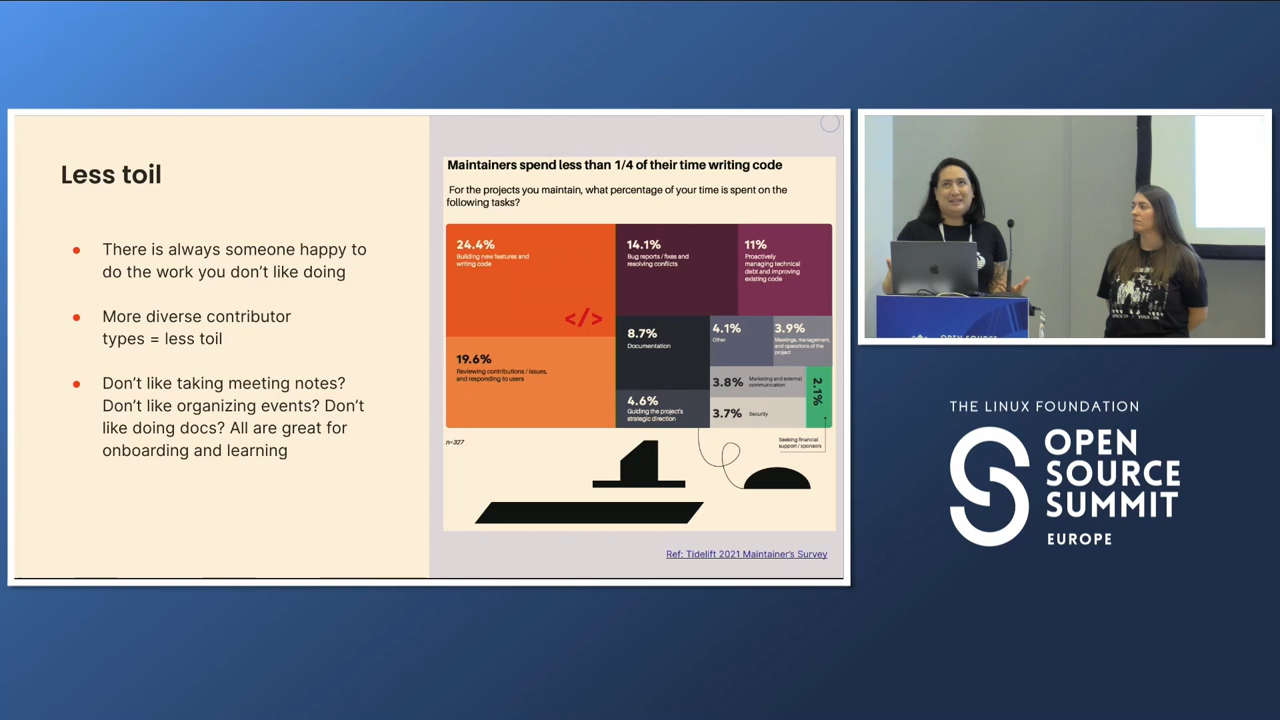 Less toil
There is always someone happy to
do the work you don’t like doing
More diverse contributor
types = less toil
Don’t like taking meeting notes?
Don’t like organizing events? Don’t
like doing docs? All are great for
onboarding and learning
Maintainers spend less than 1/4 of their time writing code
For the projects you maintain, what percentage of your time is spent on the
following tasks?
24.4%
Building new features and
writing code
</>
19.6%
Reviewing contributions / issues,
and responding to users
14.1%
Bug reports / fixes and
resolving conflicts
11%
Proactively
managing technical
debt and improving
existing code
8.7%
Documentation
4.1%
Other
3.9%
Meetings, management,
and operations of the
project
4.6%
Guiding the project's
strategic direction
3.8% Marketing and external
communication
3.7% Security
2.1%
Seeking financial
support / sponsors
n=327
Ref: Tidelift 2021 Maintainer's Survey
OPEN SOURCE
THE LINUX FOUNDATION
OPEN
SOURCE
SUMMIT
EUROPE